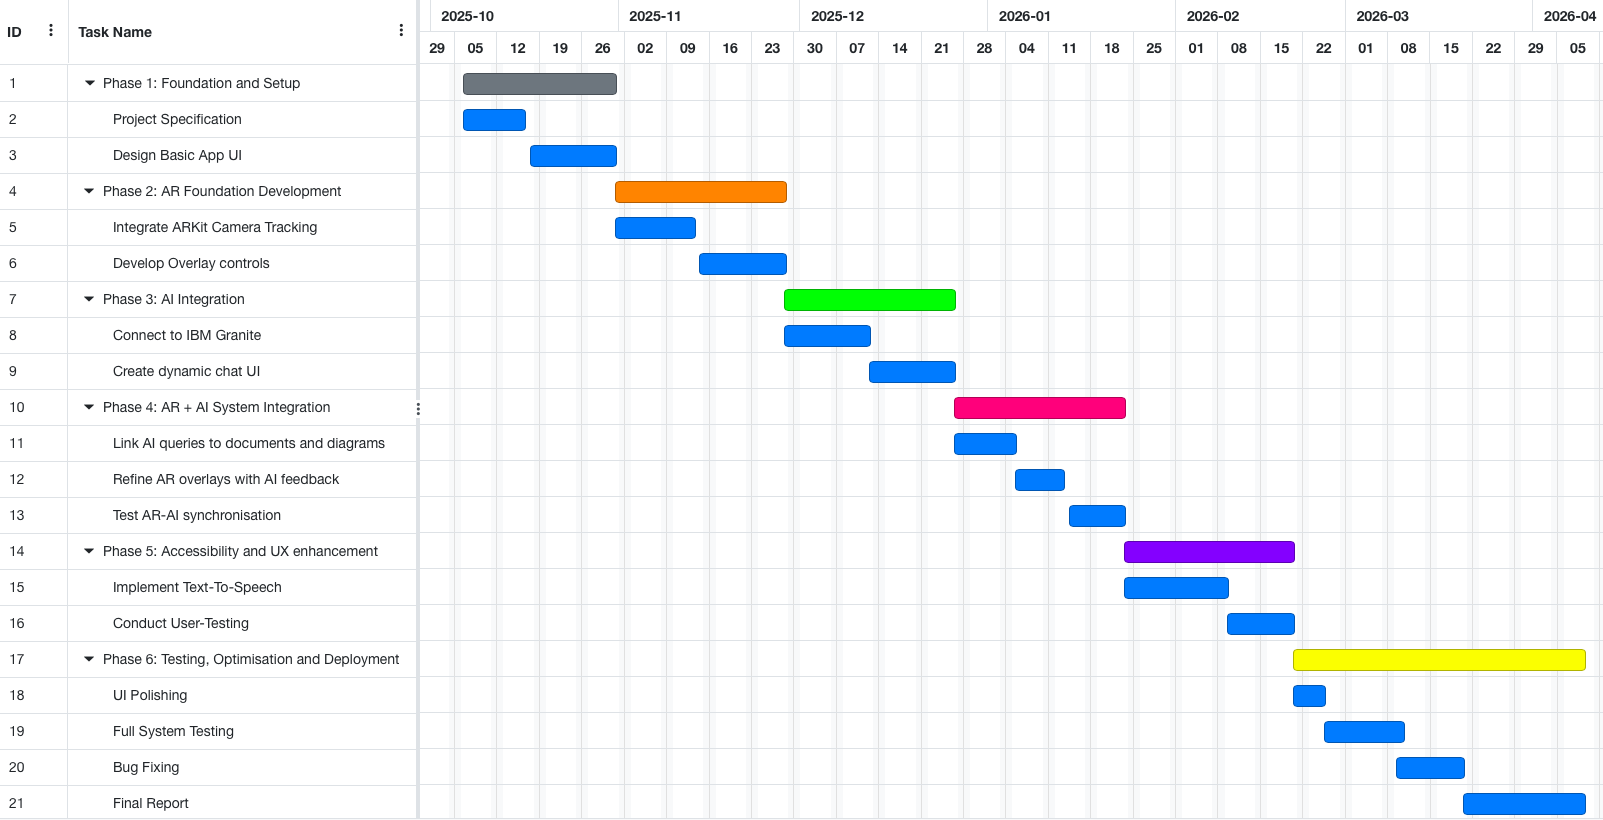 ID Task Name 2025-10 2025-11 2025-12 2026-01 2026-02 2026-03 2026-04
29 05 12 19 26 02 09 16 23 30 07 14 21 28 04 11 18 25 01 08 15 22 01 08 15 22 29 05
1 Phase 1: Foundation and Setup
2 Project Specification
3 Design Basic App UI
4 Phase 2: AR Foundation Development
5 Integrate ARKit Camera Tracking
6 Develop Overlay controls
7 Phase 3: AI Integration
8 Connect to IBM Granite
9 Create dynamic chat UI
10 Phase 4: AR + AI System Integration
11 Link AI queries to documents and diagrams
12 Refine AR overlays with AI feedback
13 Test AR-AI synchronisation
14 Phase 5: Accessibility and UX enhancement
15 Implement Text-To-Speech
16 Conduct User-Testing
17 Phase 6: Testing, Optimisation and Deployment
18 UI Polishing
19 Full System Testing
20 Bug Fixing
21 Final Report